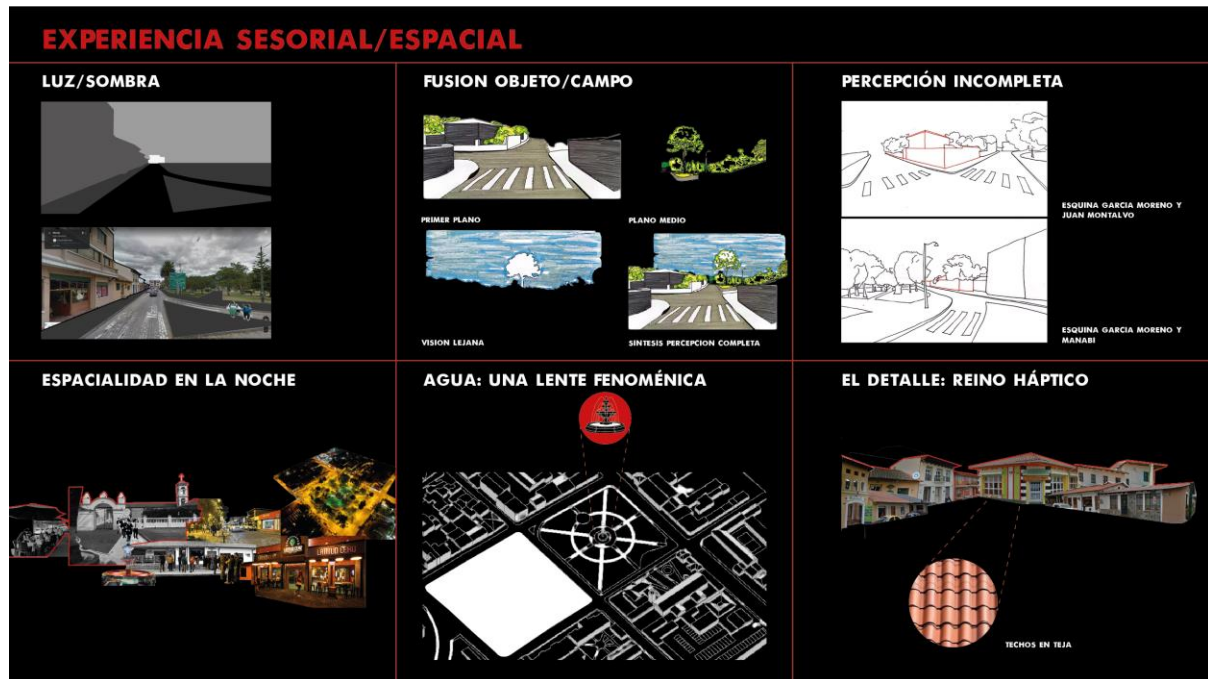 EXPERIENCIA SESORIAL/ESPACIAL
LUZ/SOMBRA
FUSION OBJETO/CAMPO
PRIMER PLANO
PLANO MEDIO
VISION LEJANA
SINTESIS PERCEPCION COMPLETA
PERCEPCIÓN INCOMPLETA
ESQUINA GARCIA MORENO Y
JUAN MONTALVO
ESQUINA GARCIA MORENO Y
MANABI
ESPACIALIDAD EN LA NOCHE
AGUA: UNA LENTE FENOMÉNICA
EL DETALLE: REINO HÁPTICO
TECHOS EN TEJA